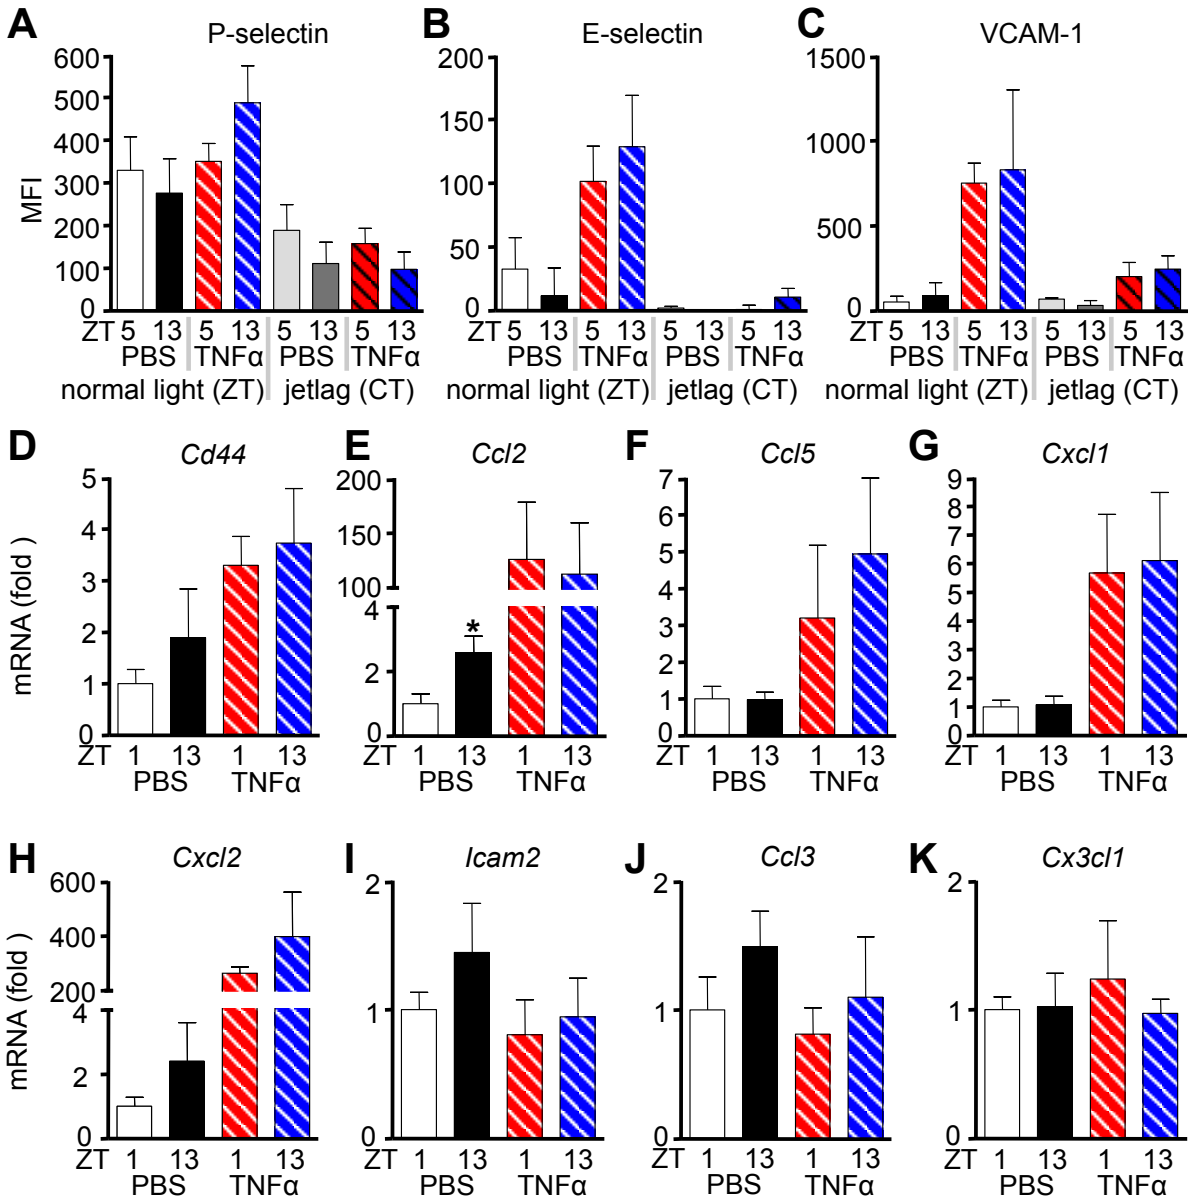 A P-selectin B E-selectin C VCAM-1
600
500
400
300
200
100
0
MFI
ZT 5 13 5 13 5 13 5 13
PBS TNFα PBS TNFα
normal light (ZT) jetlag (CT)
200
150
100
50
0
ZT 5 13 5 13 5 13 5 13
PBS TNFα PBS TNFα
normal light (ZT) jetlag (CT)
1500
1000
500
0
ZT 5 13 5 13 5 13 5 13
PBS TNFα PBS TNFα
normal light (ZT) jetlag (CT)
D Cd44 E Ccl2 F Ccl5 G Cxcl1
mRNA (fold )
5
4
3
2
1
0
ZT 1 13 1 13
PBS TNFα
200
150
100
4
2
0
*
ZT 1 13 1 13
PBS TNFα
7
6
5
4
3
2
1
0
ZT 1 13 1 13
PBS TNFα
9
8
7
6
5
4
3
2
1
0
ZT 1 13 1 13
PBS TNFα
H Cxcl2 I Icam2 J Ccl3 K Cx3cl1
mRNA (fold )
600
400
200
4
2
0
ZT 1 13 1 13
PBS TNFα
2
1
0
ZT 1 13 1 13
PBS TNFα
2
1
0
ZT 1 13 1 13
PBS TNFα
2
1
0
ZT 1 13 1 13
PBS TNFα